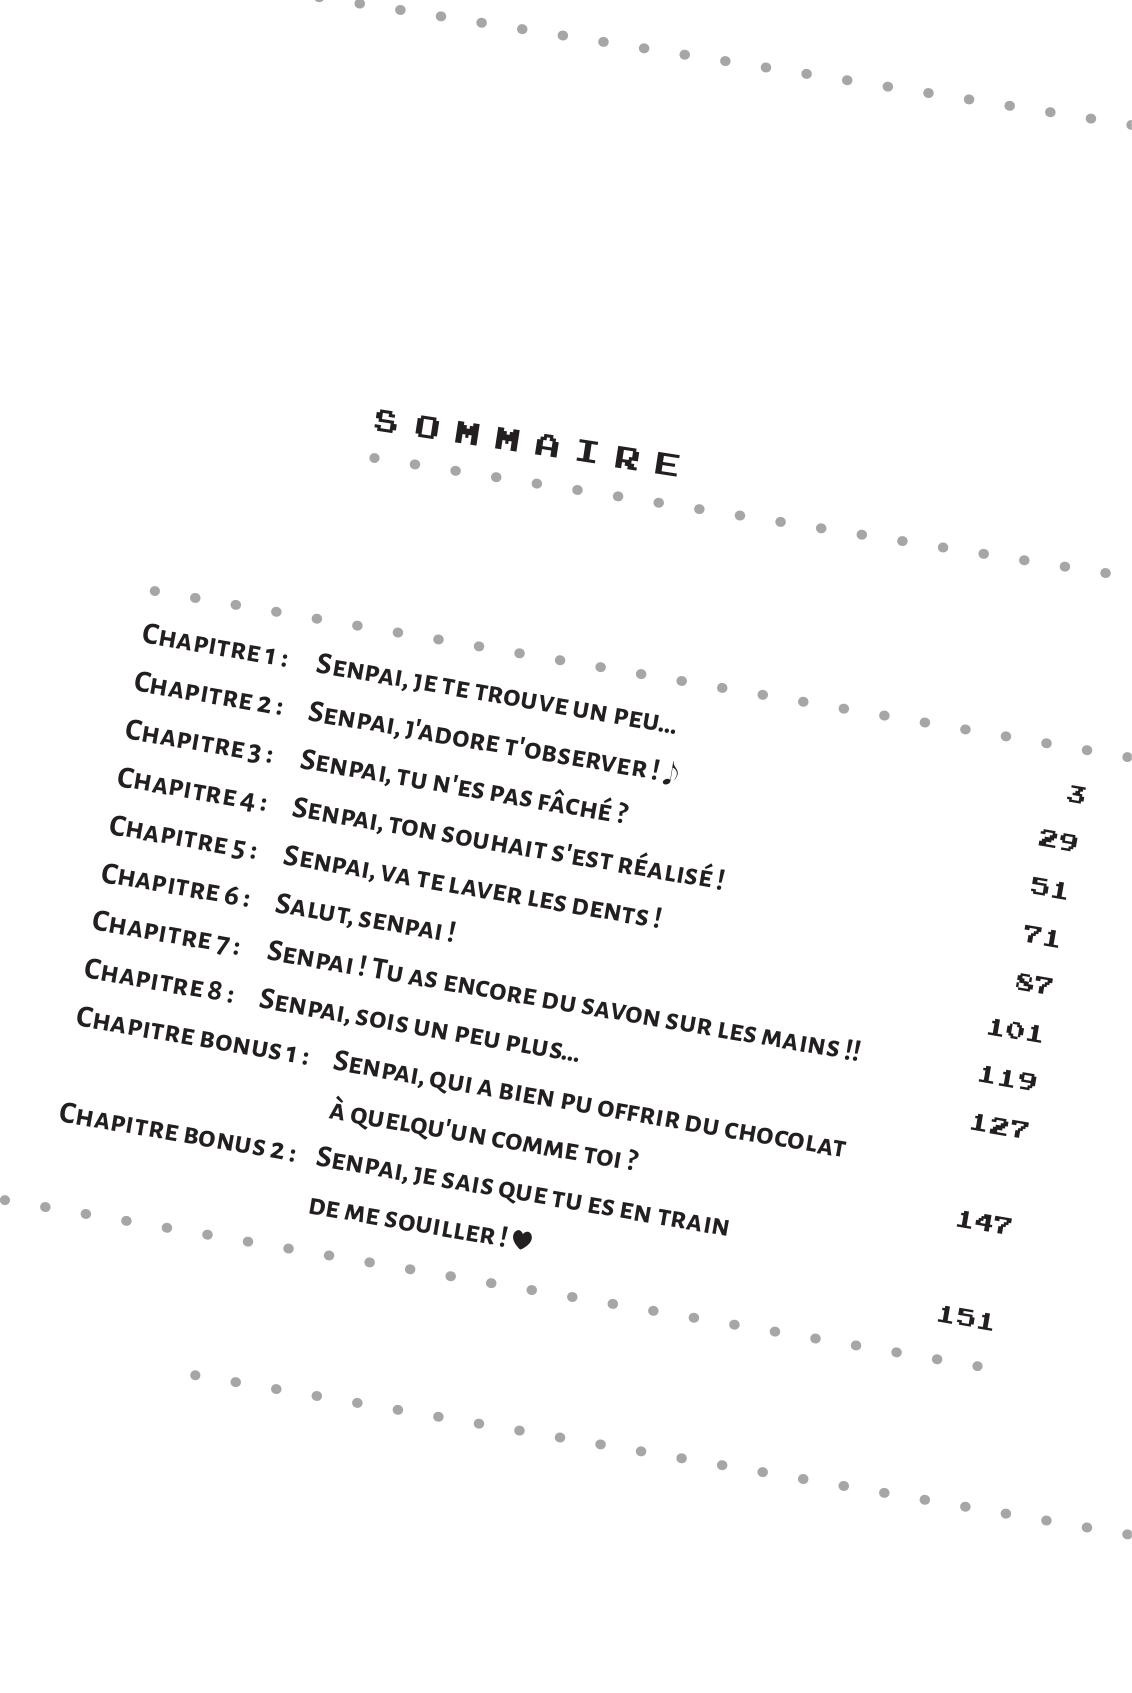 SOMMAIRE
Chapitre 1 : Senpai, je te trouve un peu... 3
Chapitre 2 : Senpai, j'adore t'observer ! ♪ 29
Chapitre 3 : Senpai, tu n'es pas fâché ? 51
Chapitre 4 : Senpai, ton souhait s'est réalisé ! 71
Chapitre 5 : Senpai, va te laver les dents ! 87
Chapitre 6 : Salut, senpai ! 101
Chapitre 7 : Senpai ! Tu as encore du savon sur les mains !! 119
Chapitre 8 : Senpai, sois un peu plus... 127
Chapitre bonus 1 : Senpai, qui a bien pu offrir du chocolat
à quelqu'un comme toi ? 147
Chapitre bonus 2 : Senpai, je sais que tu es en train
de me souiller ! ♥ 151